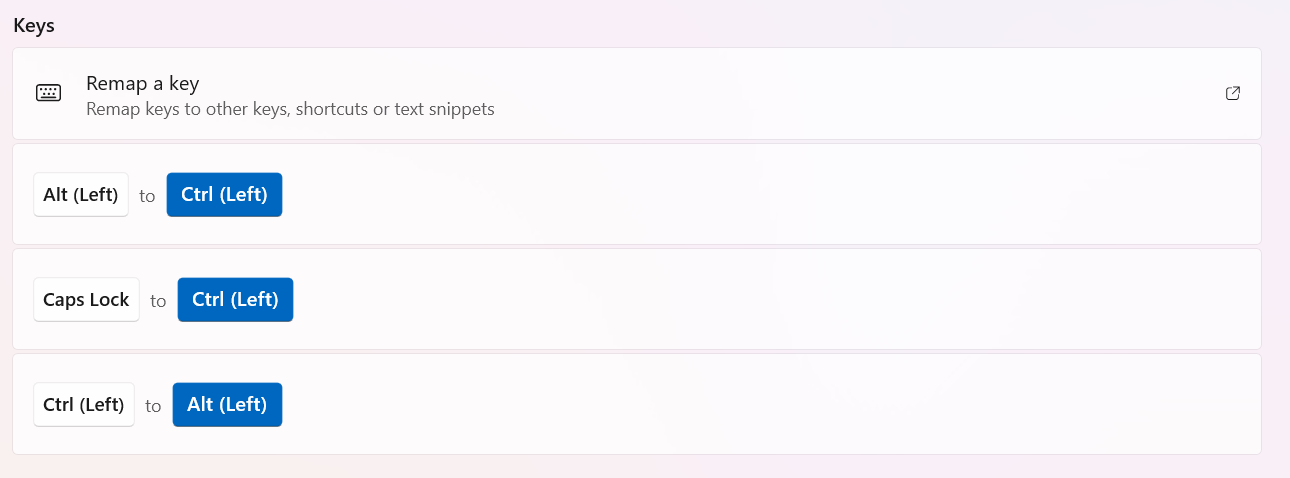 Keys
Remap a key
Remap keys to other keys, shortcuts or text snippets
Alt (Left) to Ctrl (Left)
Caps Lock to Ctrl (Left)
Ctrl (Left) to Alt (Left)